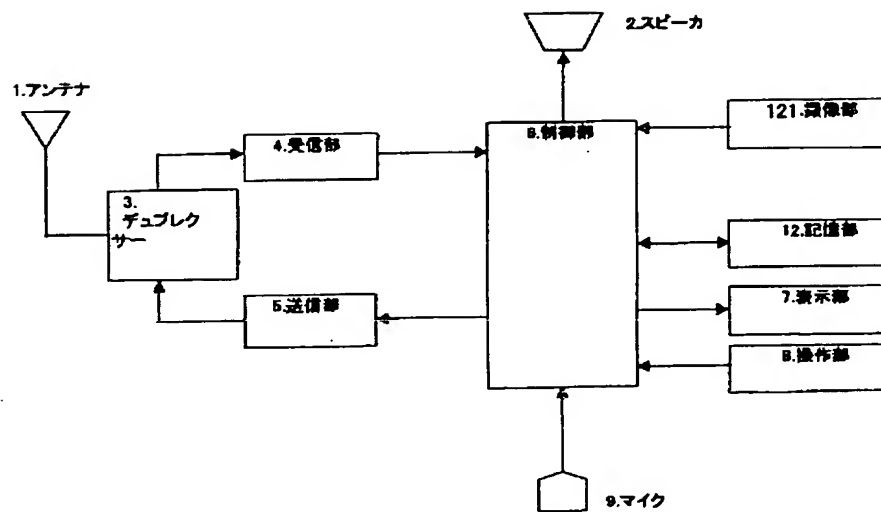 2.スピーカ
1.アンテナ
6.制御部
121.撮像部
4.受信部
3.
デュプレク
サー
12.記憶部
5.送信部
7.表示部
8.操作部
9.マイク